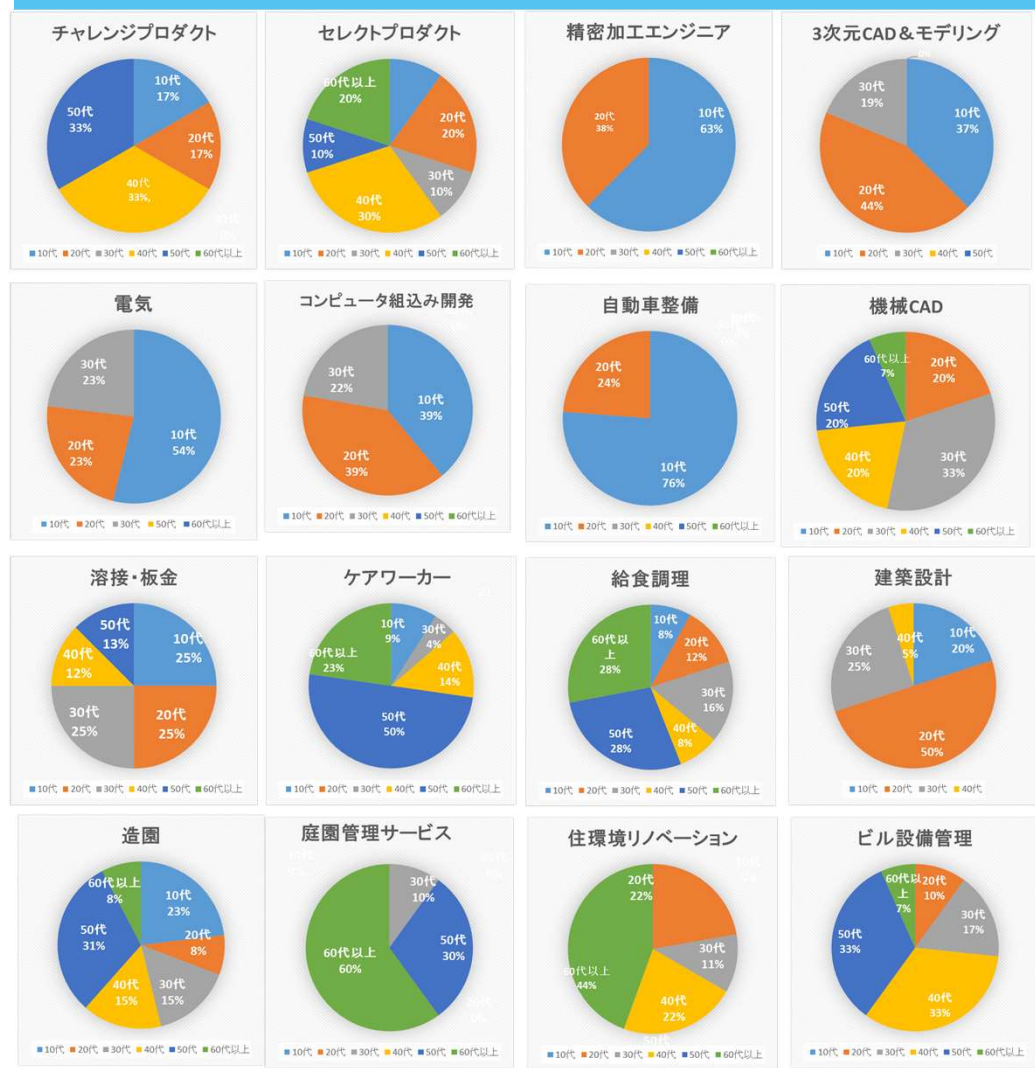 チャレンジプロダクト
10代
17%
20代
17%
40代
33%,
50代
33%
■10代 ■20代 ■30代 ■40代 ■50代 ■60代以上
セレクトプロダクト
60代以上
20%
20代
20%
30代
10%
40代
30%
50代
10%
■10代 ■20代 ■30代 ■40代 ■50代 ■60代以上
精密加工エンジニア
20代
38%
10代
63%
■10代 ■20代 ■30代 ■40代 ■50代 ■60代以上
3次元CAD＆モデリング
30代
19%
10代
37%
20代
44%
■10代 ■20代 ■30代 ■40代 ■50代
電気
30代
23%
10代
54%
20代
23%
■10代 ■20代 ■30代 ■50代 ■60代以上
コンピュータ組込み開発
30代
22%
10代
39%
20代
39%
■10代 ■20代 ■30代 ■40代 ■50代 ■60代以上
自動車整備
20代
24%
10代
76%
■10代 ■20代 ■30代 ■40代 ■50代 ■60代以上
機械CAD
60代以上
7%
20代
20%
50代
20%
40代
20%
30代
33%
■10代 ■20代 ■30代 ■40代 ■50代 ■60代以上
溶接・板金
50代
13%
10代
25%
40代
12%
30代
25%
20代
25%
■10代 ■20代 ■30代 ■40代 ■50代 ■60代以上
ケアワーカー
10代
9%
30代
4%
40代
14%
60代以上
23%
50代
50%
■10代 ■20代 ■30代 ■40代 ■50代 ■60代以上
給食調理
60代以
上
28%
10代
8%
20代
12%
30代
16%
40代
8%
50代
28%
■10代 ■20代 ■30代 ■40代 ■50代 ■60代以上
建築設計
40代
5%
10代
20%
30代
25%
20代
50%
■10代 ■20代 ■30代 ■40代
造園
60代以上
8%
10代
23%
50代
31%
20代
8%
40代
15%
30代
15%
■10代 ■20代 ■30代 ■40代 ■50代 ■60代以上
庭園管理サービス
30代
10%
50代
30%
60代以上
60%
■10代 ■20代 ■30代 ■40代 ■50代 ■60代以上
住環境リノベーション
20代
22%
30代
11%
60代以上
44%
40代
22%
■10代 ■20代 ■30代 ■40代 ■50代 ■60代以上
ビル設備管理
60代以
上
7%
20代
10%
30代
17%
50代
33%
40代
33%
■10代 ■20代 ■30代 ■40代 ■50代 ■60代以上